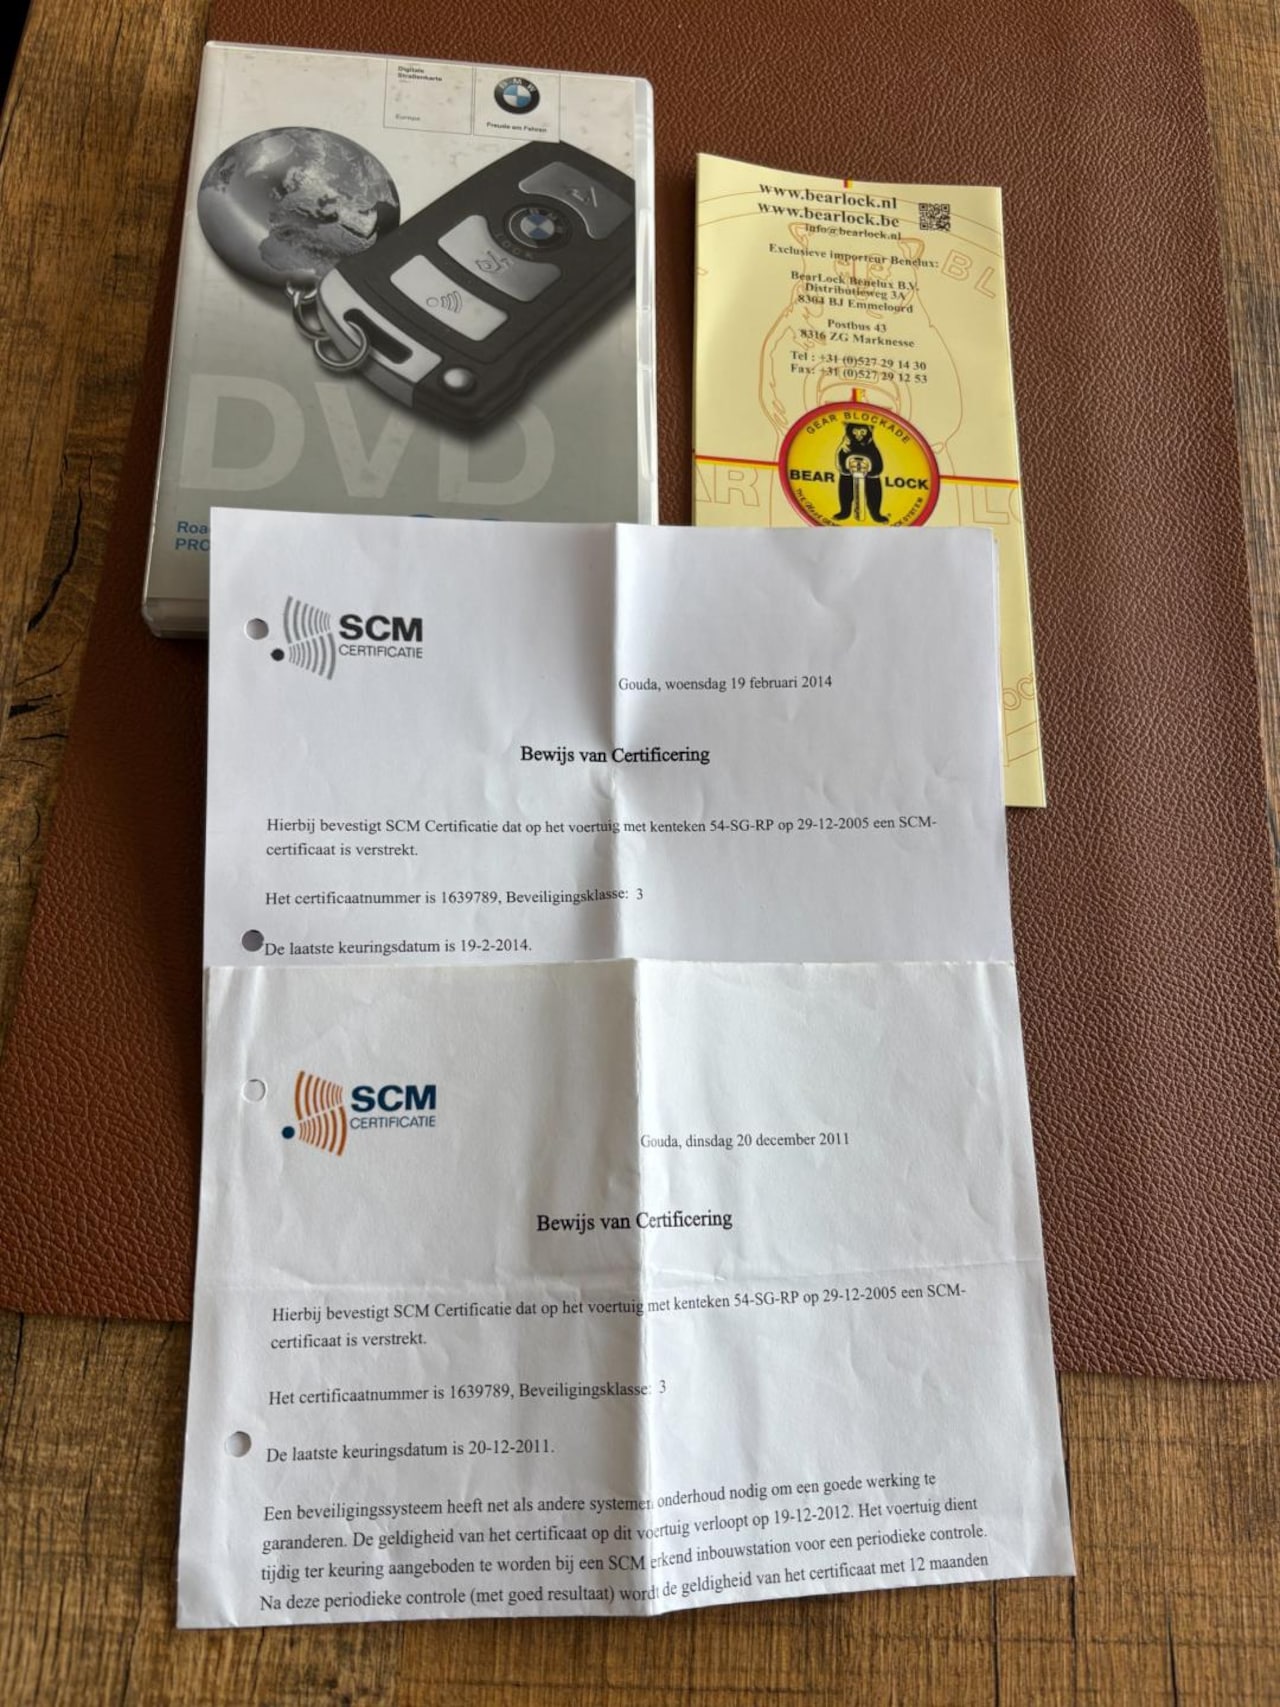 Digitale
Straßenkarte
Europa
BMW
Freude am Fahren
DVD
www.bearlock.nl
www.bearlock.be
info@bearlock.nl
Exclusieve importeur Benelux:
BearLock Benelux B.V.
Distributieweg 3A
8304 BJ Emmeloord
Postbus 43
8316 ZG Marknesse
Tel : +31 (0)527 29 14 30
Fax: +31 (0)527 29 12 53
GEAR BLOCKADE
BEAR LOCK
SCM
CERTIFICATIE
Gouda, woensdag 19 februari 2014
Bewijs van Certificering
Hierbij bevestigt SCM Certificatie dat op het voertuig met kenteken 54-SG-RP op 29-12-2005 een SCM-
certificaat is verstrekt.
Het certificaatnummer is 1639789, Beveiligingsklasse: 3
De laatste keuringsdatum is 19-2-2014.
SCM
CERTIFICATIE
Gouda, dinsdag 20 december 2011
Bewijs van Certificering
Hierbij bevestigt SCM Certificatie dat op het voertuig met kenteken 54-SG-RP op 29-12-2005 een SCM-
certificaat is verstrekt.
Het certificaatnummer is 1639789, Beveiligingsklasse: 3
De laatste keuringsdatum is 20-12-2011.
Een beveiligingssysteem heeft net als andere systemen onderhoud nodig om een goede werking te
garanderen. De geldigheid van het certificaat op dit voertuig verloopt op 19-12-2012. Het voertuig dient
tijdig ter keuring aangeboden te worden bij een SCM erkend inbouwstation voor een periodieke controle.
Na deze periodieke controle (met goed resultaat) wordt de geldigheid van het certificaat met 12 maanden